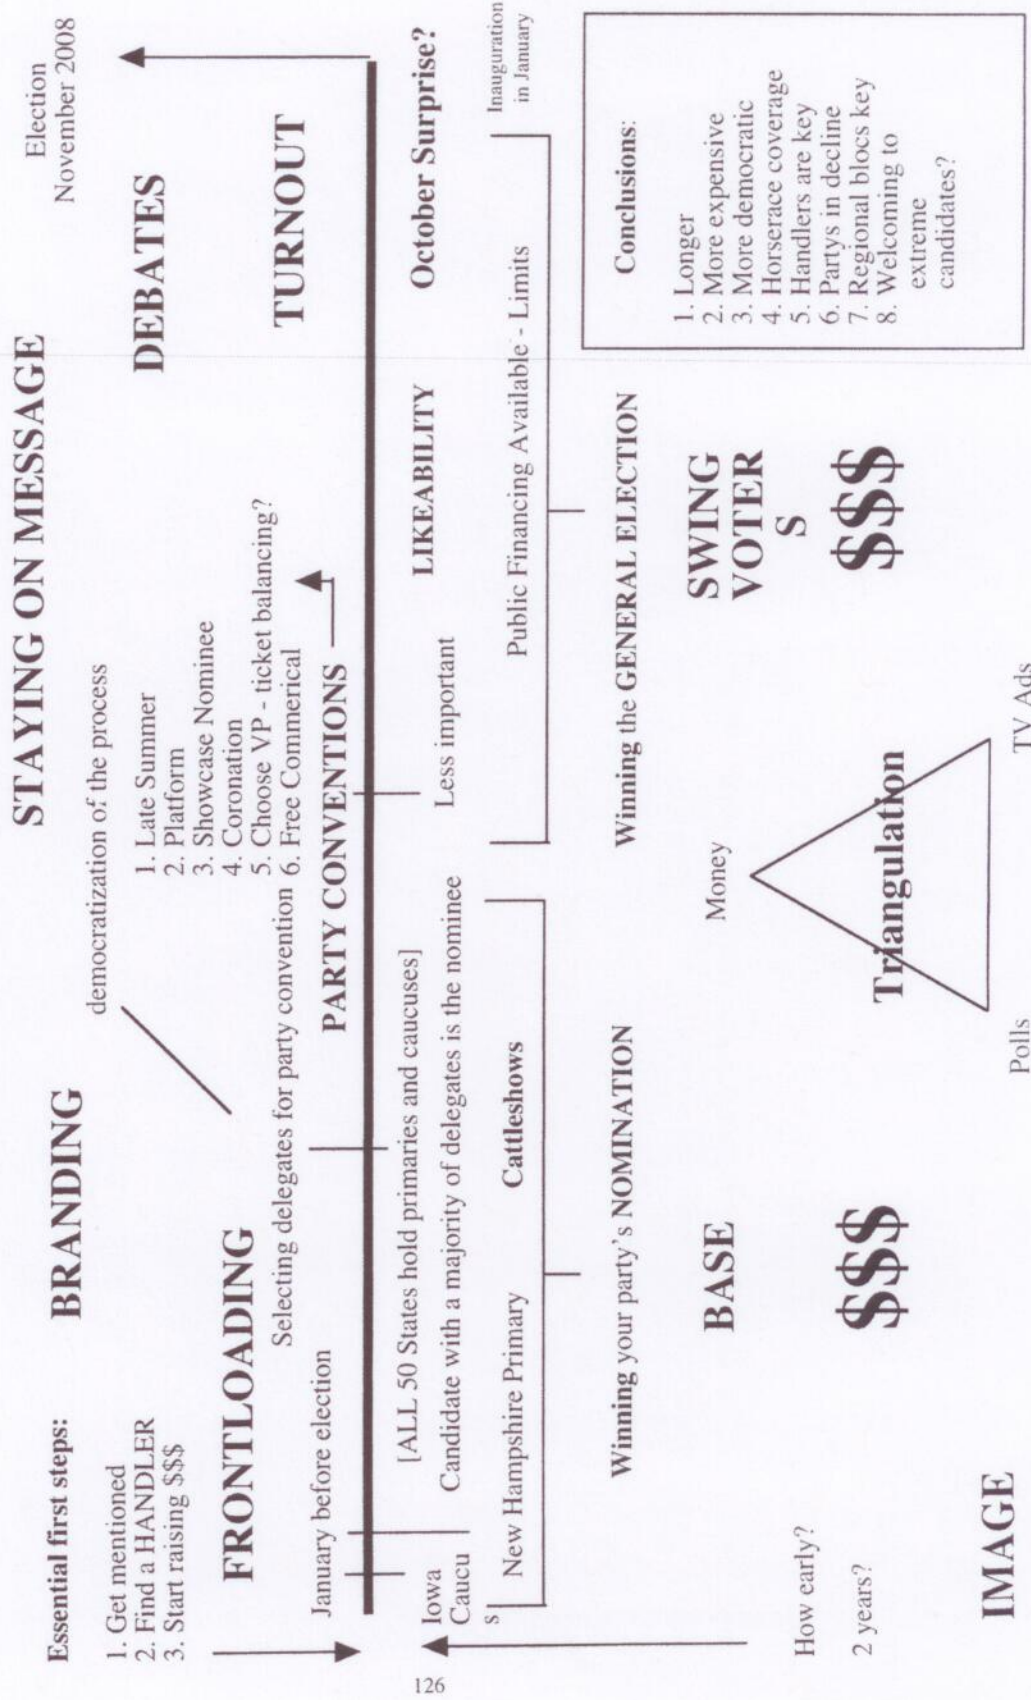 STAYING ON MESSAGE
Election
November 2008
Essential first steps:
BRANDING
democratization of the process
1. Get mentioned
2. Find a HANDLER
3. Start raising $$$
1. Late Summer
2. Platform
3. Showcase Nominee
4. Coronation
5. Choose VP - ticket balancing?
6. Free Commerical
DEBATES
FRONTLOADING
Selecting delegates for party convention
TURNOUT
January before election
PARTY CONVENTIONS
Iowa
Caucu
s
[ALL 50 States hold primaries and caucuses]
Candidate with a majority of delegates is the nominee
Less important
LIKEABILITY
October Surprise?
New Hampshire Primary
Cattleshows
Public Financing Available - Limits
Inauguration
in January
Winning your party's NOMINATION
Winning the GENERAL ELECTION
How early?
2 years?
BASE
$$$
Money
Triangulation
Polls
TV Ads
SWING
VOTER
S
$$$
Conclusions:
1. Longer
2. More expensive
3. More democratic
4. Horserace coverage
5. Handlers are key
6. Partys in decline
7. Regional blocs key
8. Welcoming to
extreme
candidates?
IMAGE
126